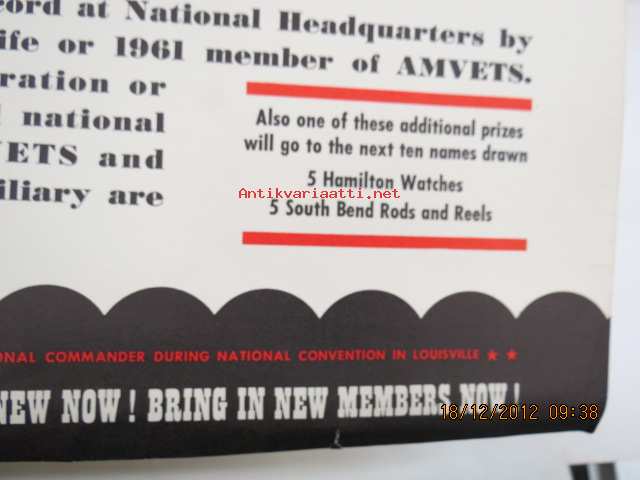 cord at National Headquarters by
ife or 1961 member of AMVETS.
ration or
national
VETS and
iliary are
Also one of these additional prizes
will go to the next ten names drawn
5 Hamilton Watches
Antikvariaatti.net
5 South Bend Rods and Reels
ONAL COMMANDER DURING NATIONAL CONVENTION IN LOUISVILLE ★ ★
NEW NOW! BRING IN NEW MEMBERS NOW!
18/12/2012 09:38